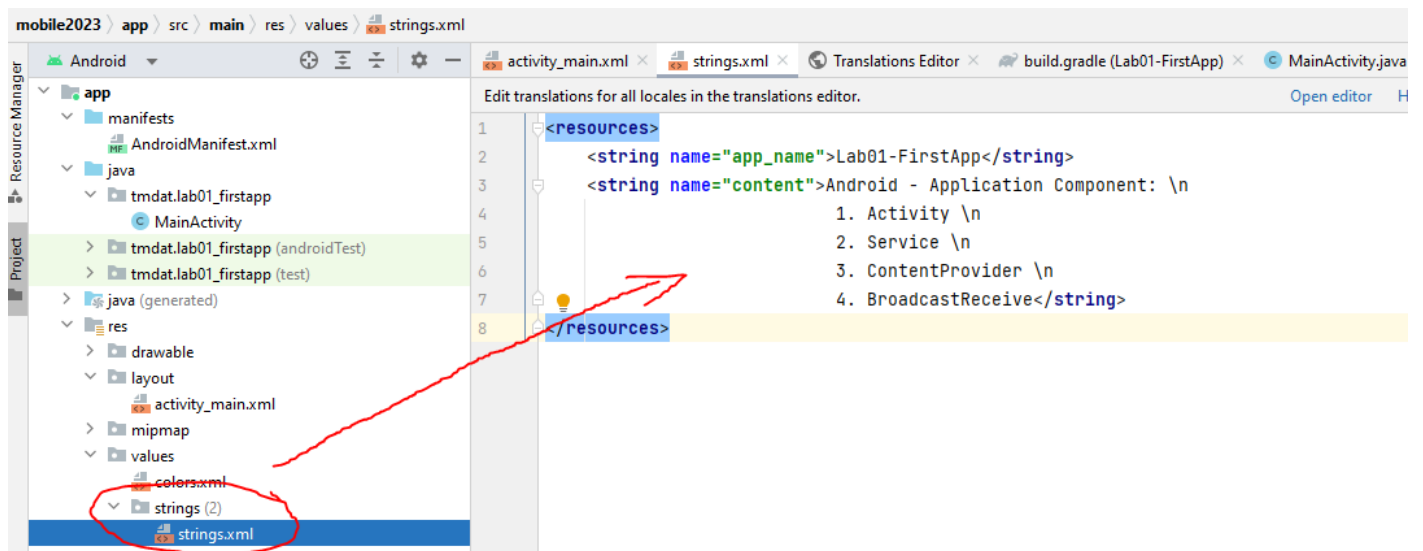 mobile2023 〉 app 〉 src 〉 main 〉 res 〉 values 〉 strings.xml
Android
activity_main.xml × strings.xml × Translations Editor × build.gradle (Lab01-FirstApp) × MainActivity.java
Resource Manager
Project
app
manifests
MF AndroidManifest.xml
java
tmdat.lab01_firstapp
C MainActivity
tmdat.lab01_firstapp (androidTest)
tmdat.lab01_firstapp (test)
java (generated)
res
drawable
layout
activity_main.xml
mipmap
values
colors.xml
strings (2)
strings.xml
Edit translations for all locales in the translations editor. Open editor H
1 <resources>
2 <string name="app_name">Lab01-FirstApp</string>
3 <string name="content">Android - Application Component: \n
4 1. Activity \n
5 2. Service \n
6 3. ContentProvider \n
7 4. BroadcastReceive</string>
8 </resources>